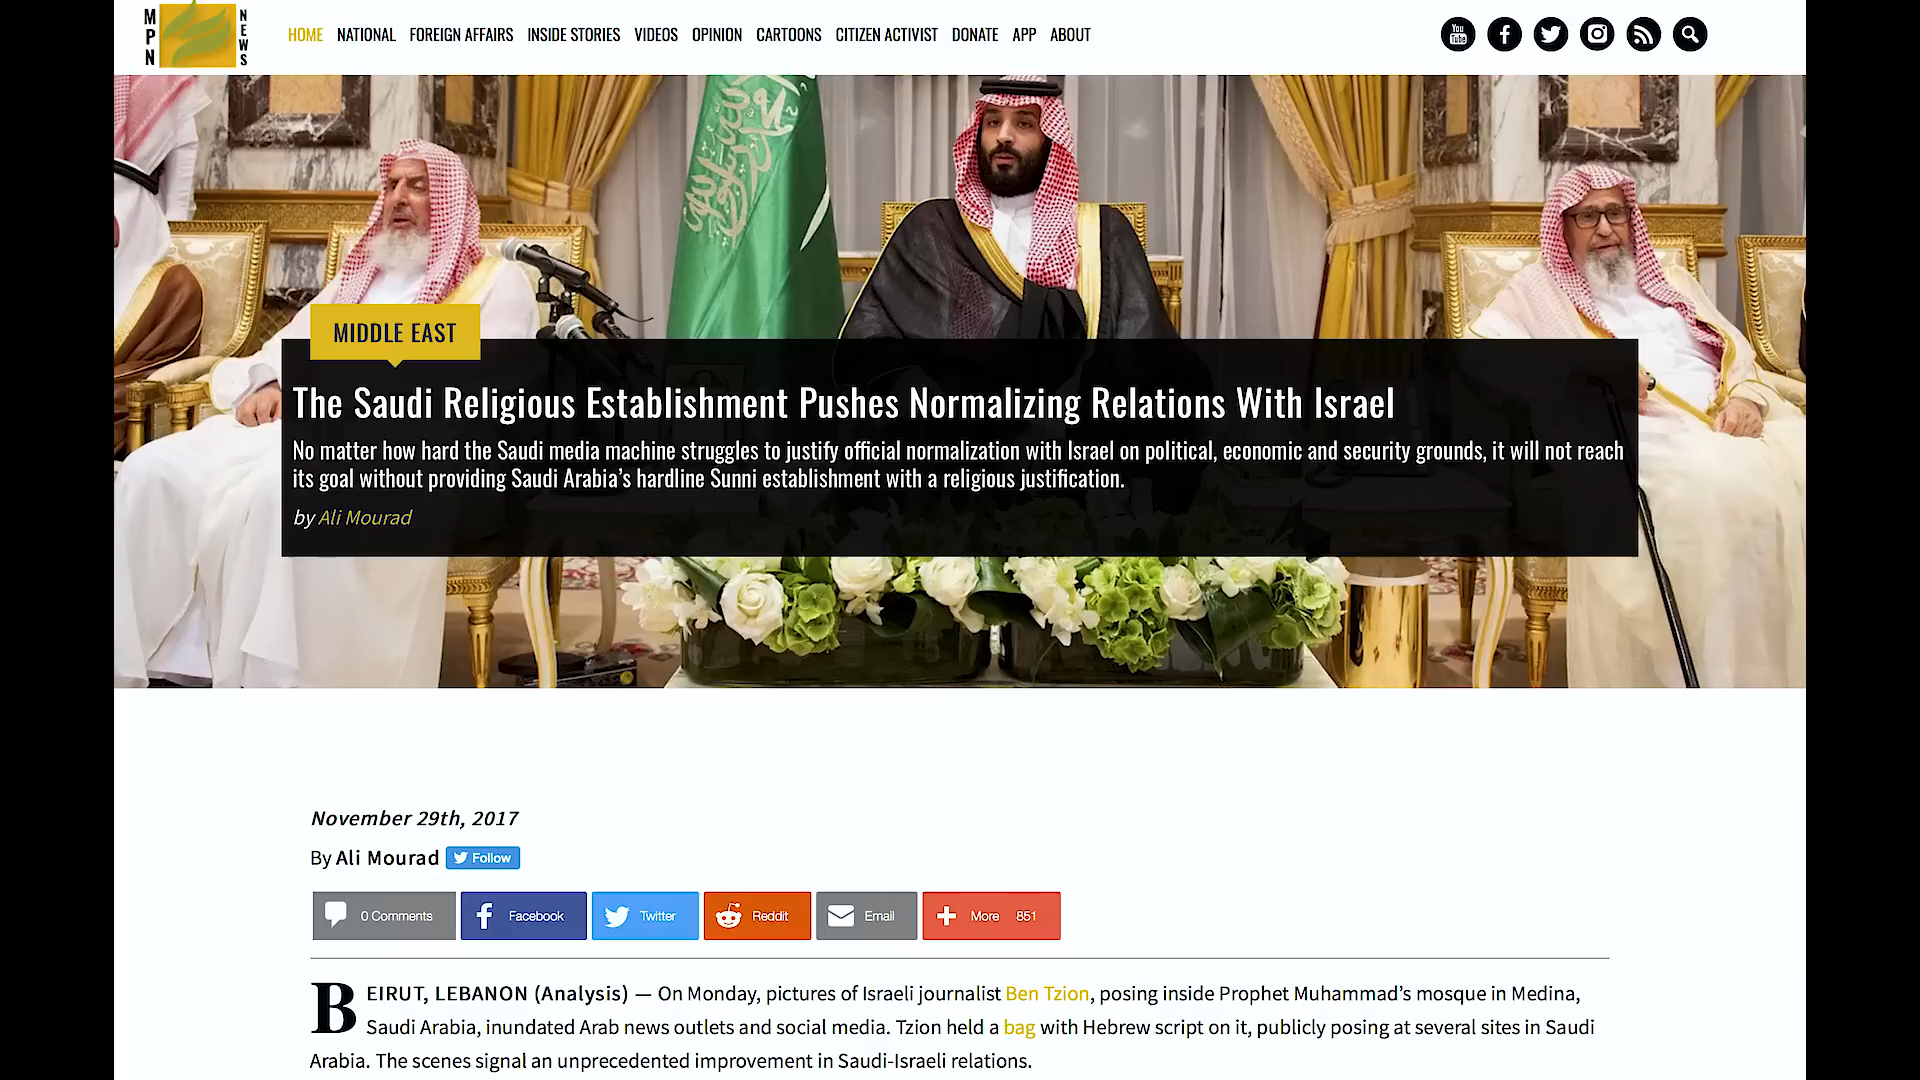 MPN
NEWS
HOME NATIONAL FOREIGN AFFAIRS INSIDE STORIES VIDEOS OPINION CARTOONS CITIZEN ACTIVIST DONATE APP ABOUT
You Tube
MIDDLE EAST
The Saudi Religious Establishment Pushes Normalizing Relations With Israel
No matter how hard the Saudi media machine struggles to justify official normalization with Israel on political, economic and security grounds, it will not reach
its goal without providing Saudi Arabia's hardline Sunni establishment with a religious justification.
by Ali Mourad
November 29th, 2017
By Ali Mourad Follow
0 Comments Facebook Twitter Reddit Email More 851
BEIRUT, LEBANON (Analysis) — On Monday, pictures of Israeli journalist Ben Tzion, posing inside Prophet Muhammad's mosque in Medina,
Saudi Arabia, inundated Arab news outlets and social media. Tzion held a bag with Hebrew script on it, publicly posing at several sites in Saudi
Arabia. The scenes signal an unprecedented improvement in Saudi-Israeli relations.